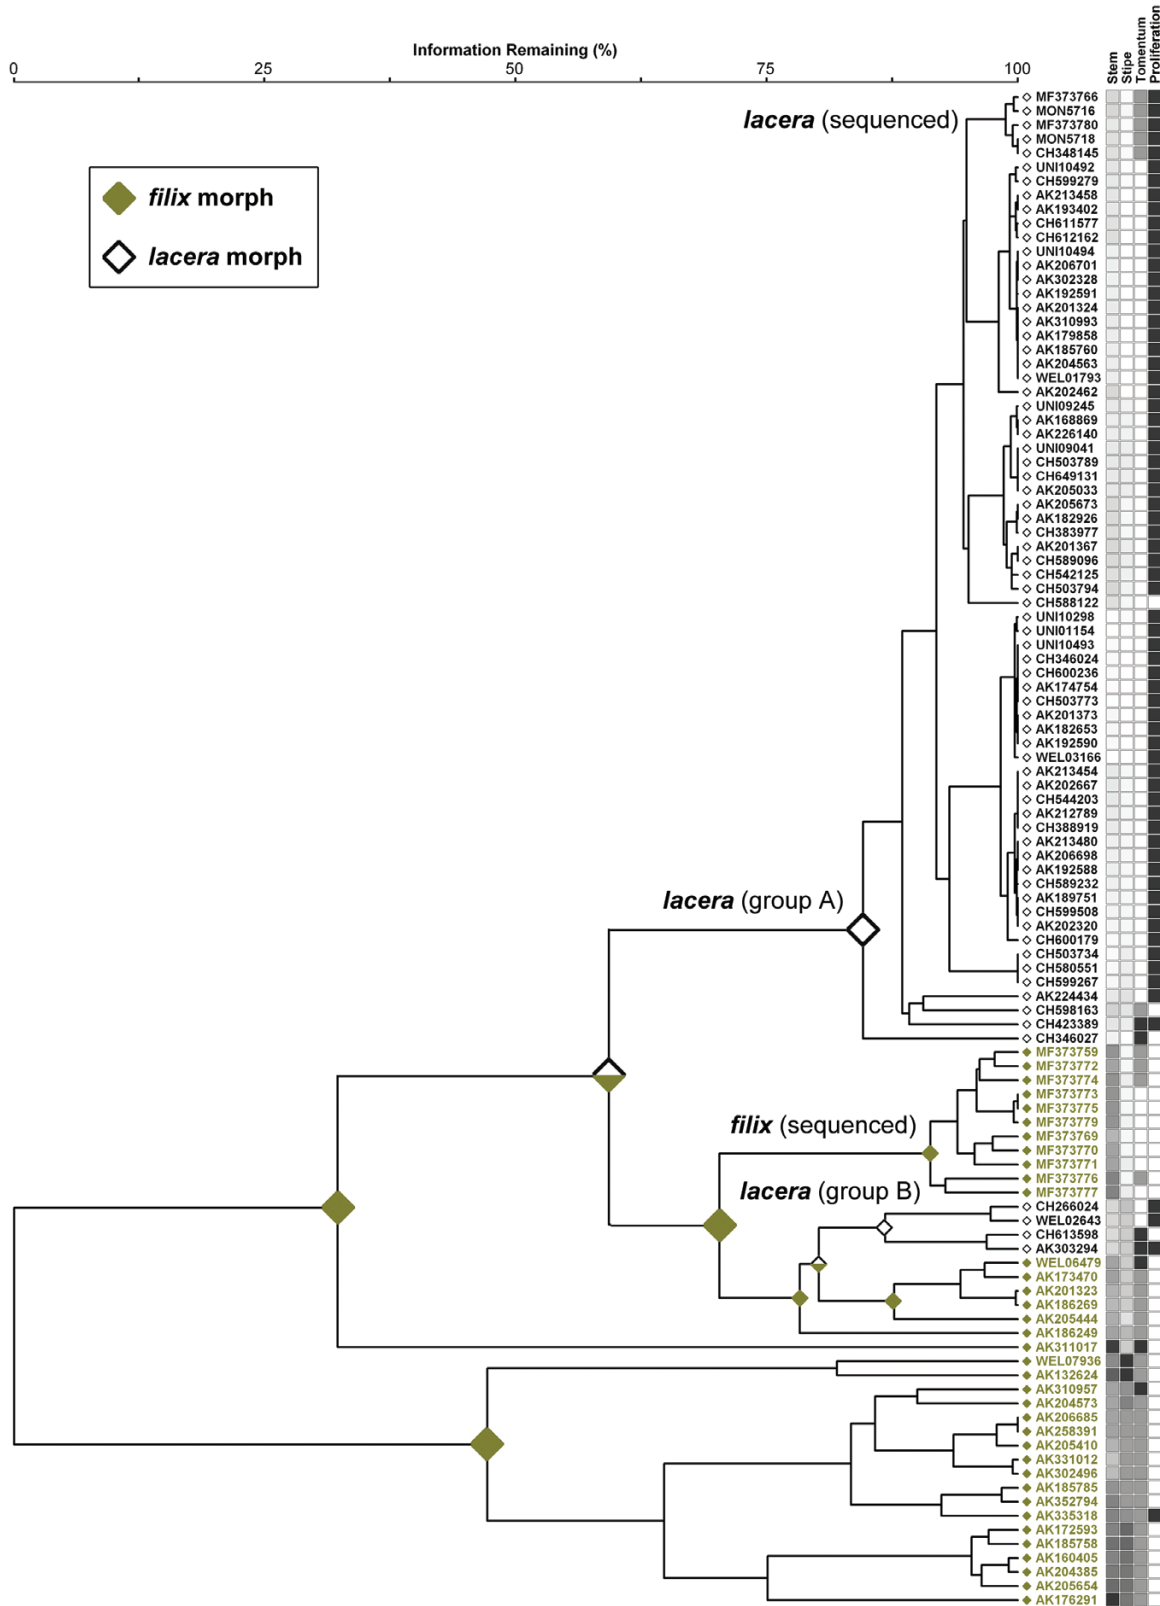 Information Remaining (%)
0 25 50 75 100
Stem
Stipe
Tomentum
Proliferation
filix morph
lacera morph
lacera (sequenced)
MF373766
MON5716
MF373780
MON5718
CH348145
UNI10492
CH599279
AK213458
AK193402
CH611577
CH612162
UNI10494
AK206701
AK302328
AK192591
AK201324
AK310993
AK179858
AK185760
AK204563
WEL01793
AK202462
UNI09245
AK168869
AK226140
UNI09041
CH503789
CH649131
AK205033
AK205673
AK182926
CH383977
AK201367
CH589096
CH542125
CH503794
CH588122
UNI10298
UNI01154
UNI10493
CH346024
CH600236
AK174754
CH503773
AK201373
AK182653
AK192590
WEL03166
AK213454
AK202667
CH544203
AK212789
CH388919
AK213480
AK206698
AK192588
CH589232
AK189751
lacera (group A)
CH599508
AK202320
CH600179
CH503734
CH580551
CH599267
AK224434
CH598163
CH423389
CH346027
MF373759
MF373772
MF373774
MF373773
MF373775
filix (sequenced)
MF373779
MF373769
MF373770
MF373771
MF373776
lacera (group B)
MF373777
CH266024
WEL02643
CH613598
AK303294
WEL06479
AK173470
AK201323
AK186269
AK205444
AK186249
AK311017
WEL07936
AK132624
AK310957
AK204573
AK206685
AK258391
AK205410
AK331012
AK302496
AK185785
AK352794
AK335318
AK172593
AK185758
AK160405
AK204385
AK205654
AK176291